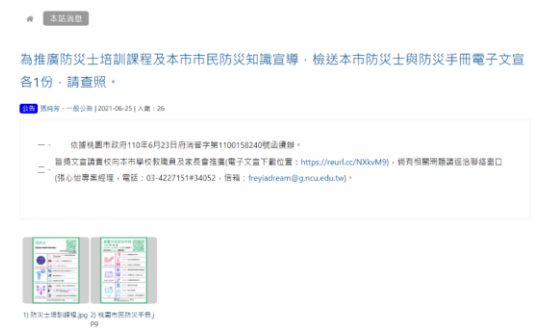 本站消息
為推廣防災士培訓課程及本市市民防災知識宣導，檢送本市防災士與防災手冊電子文宣
各1份，請查照。
公告 張純芳 - 一般公告 | 2021-06-25 | 人氣：26
一、 依據桃園市政府110年6月23日府消管字第1100158240號函續辦。
二、 旨揭文宣請貴校向本市學校教職員及家長會推廣(電子文宣下載位置：https://reurl.cc/NXkvM9)，倘有相關問題請逕洽聯絡窗口
(張心怡專案經理，電話：03-4227151#34052，信箱：freyiadream@g.ncu.edu.tw)。
1) 防災士培訓課程.jpg 2) 桃園市民防災手冊.j
pg